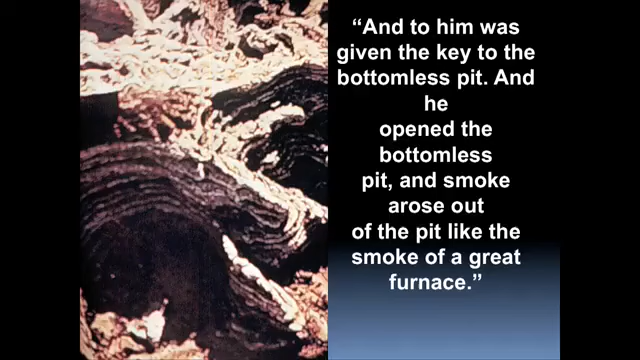 “And to him was
given the key to the
bottomless pit. And
he
opened the
bottomless
pit, and smoke
arose out
of the pit like the
smoke of a great
furnace.”